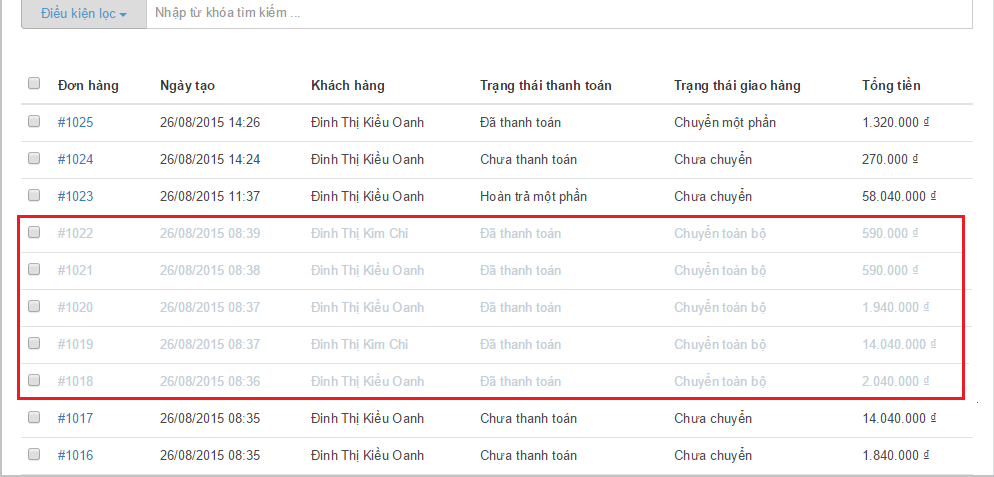 Điều kiện lọc Nhập từ khóa tìm kiếm ...
Đơn hàng Ngày tạo Khách hàng Trạng thái thanh toán Trạng thái giao hàng Tổng tiền
#1025 26/08/2015 14:26 Đinh Thị Kiều Oanh Đã thanh toán Chuyển một phần 1.320.000 ₫
#1024 26/08/2015 14:24 Đinh Thị Kiều Oanh Chưa thanh toán Chưa chuyển 270.000 ₫
#1023 26/08/2015 11:37 Đinh Thị Kiều Oanh Hoàn trả một phần Chưa chuyển 58.040.000 ₫
#1022 26/08/2015 08:39 Đinh Thị Kim Chi Đã thanh toán Chuyển toàn bộ 590.000 ₫
#1021 26/08/2015 08:38 Đinh Thị Kiều Oanh Đã thanh toán Chuyển toàn bộ 590.000 ₫
#1020 26/08/2015 08:37 Đinh Thị Kiều Oanh Đã thanh toán Chuyển toàn bộ 1.940.000 ₫
#1019 26/08/2015 08:37 Đinh Thị Kim Chi Đã thanh toán Chuyển toàn bộ 14.040.000 ₫
#1018 26/08/2015 08:36 Đinh Thị Kiều Oanh Đã thanh toán Chuyển toàn bộ 2.040.000 ₫
#1017 26/08/2015 08:35 Đinh Thị Kiều Oanh Chưa thanh toán Chưa chuyển 14.040.000 ₫
#1016 26/08/2015 08:35 Đinh Thị Kiều Oanh Chưa thanh toán Chưa chuyển 1.840.000 ₫